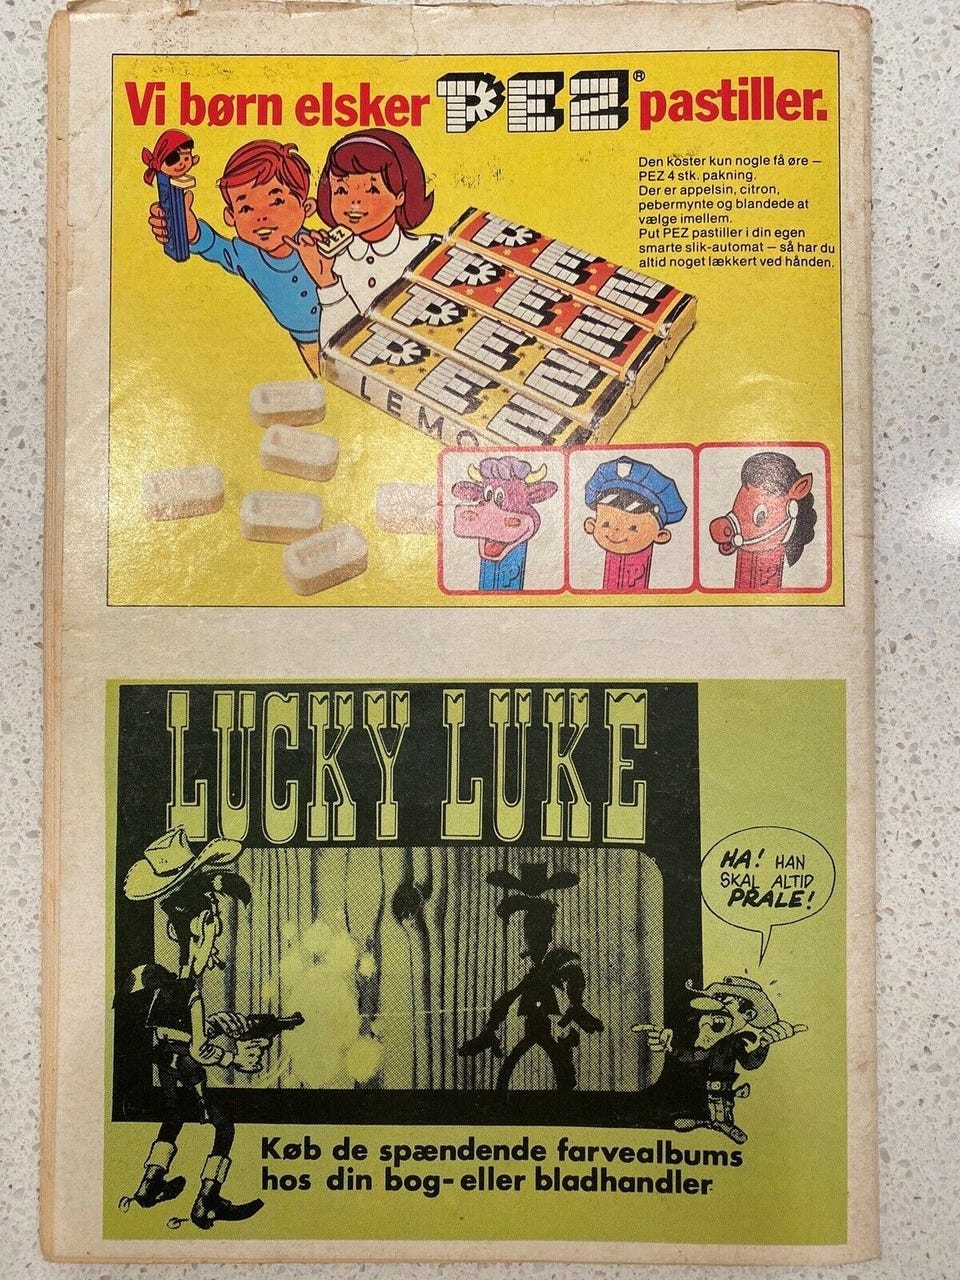 Vi børn elsker PEZ® pastiller.
Den koster kun nogle få øre –
PEZ 4 stk. pakning.
Der er appelsin, citron,
pebermynte og blandede at
vælge imellem.
Put PEZ pastiller i din egen
smarte slik-automat – så har du
altid noget lækkert ved hånden.
PEZ
PEZ
PEZ
PEZ
PEZ
LEMO
P
P
P
LUCKY LUKE
HA! HAN
SKAL ALTID
PRALE!
Køb de spændende farvealbums
hos din bog- eller bladhandler